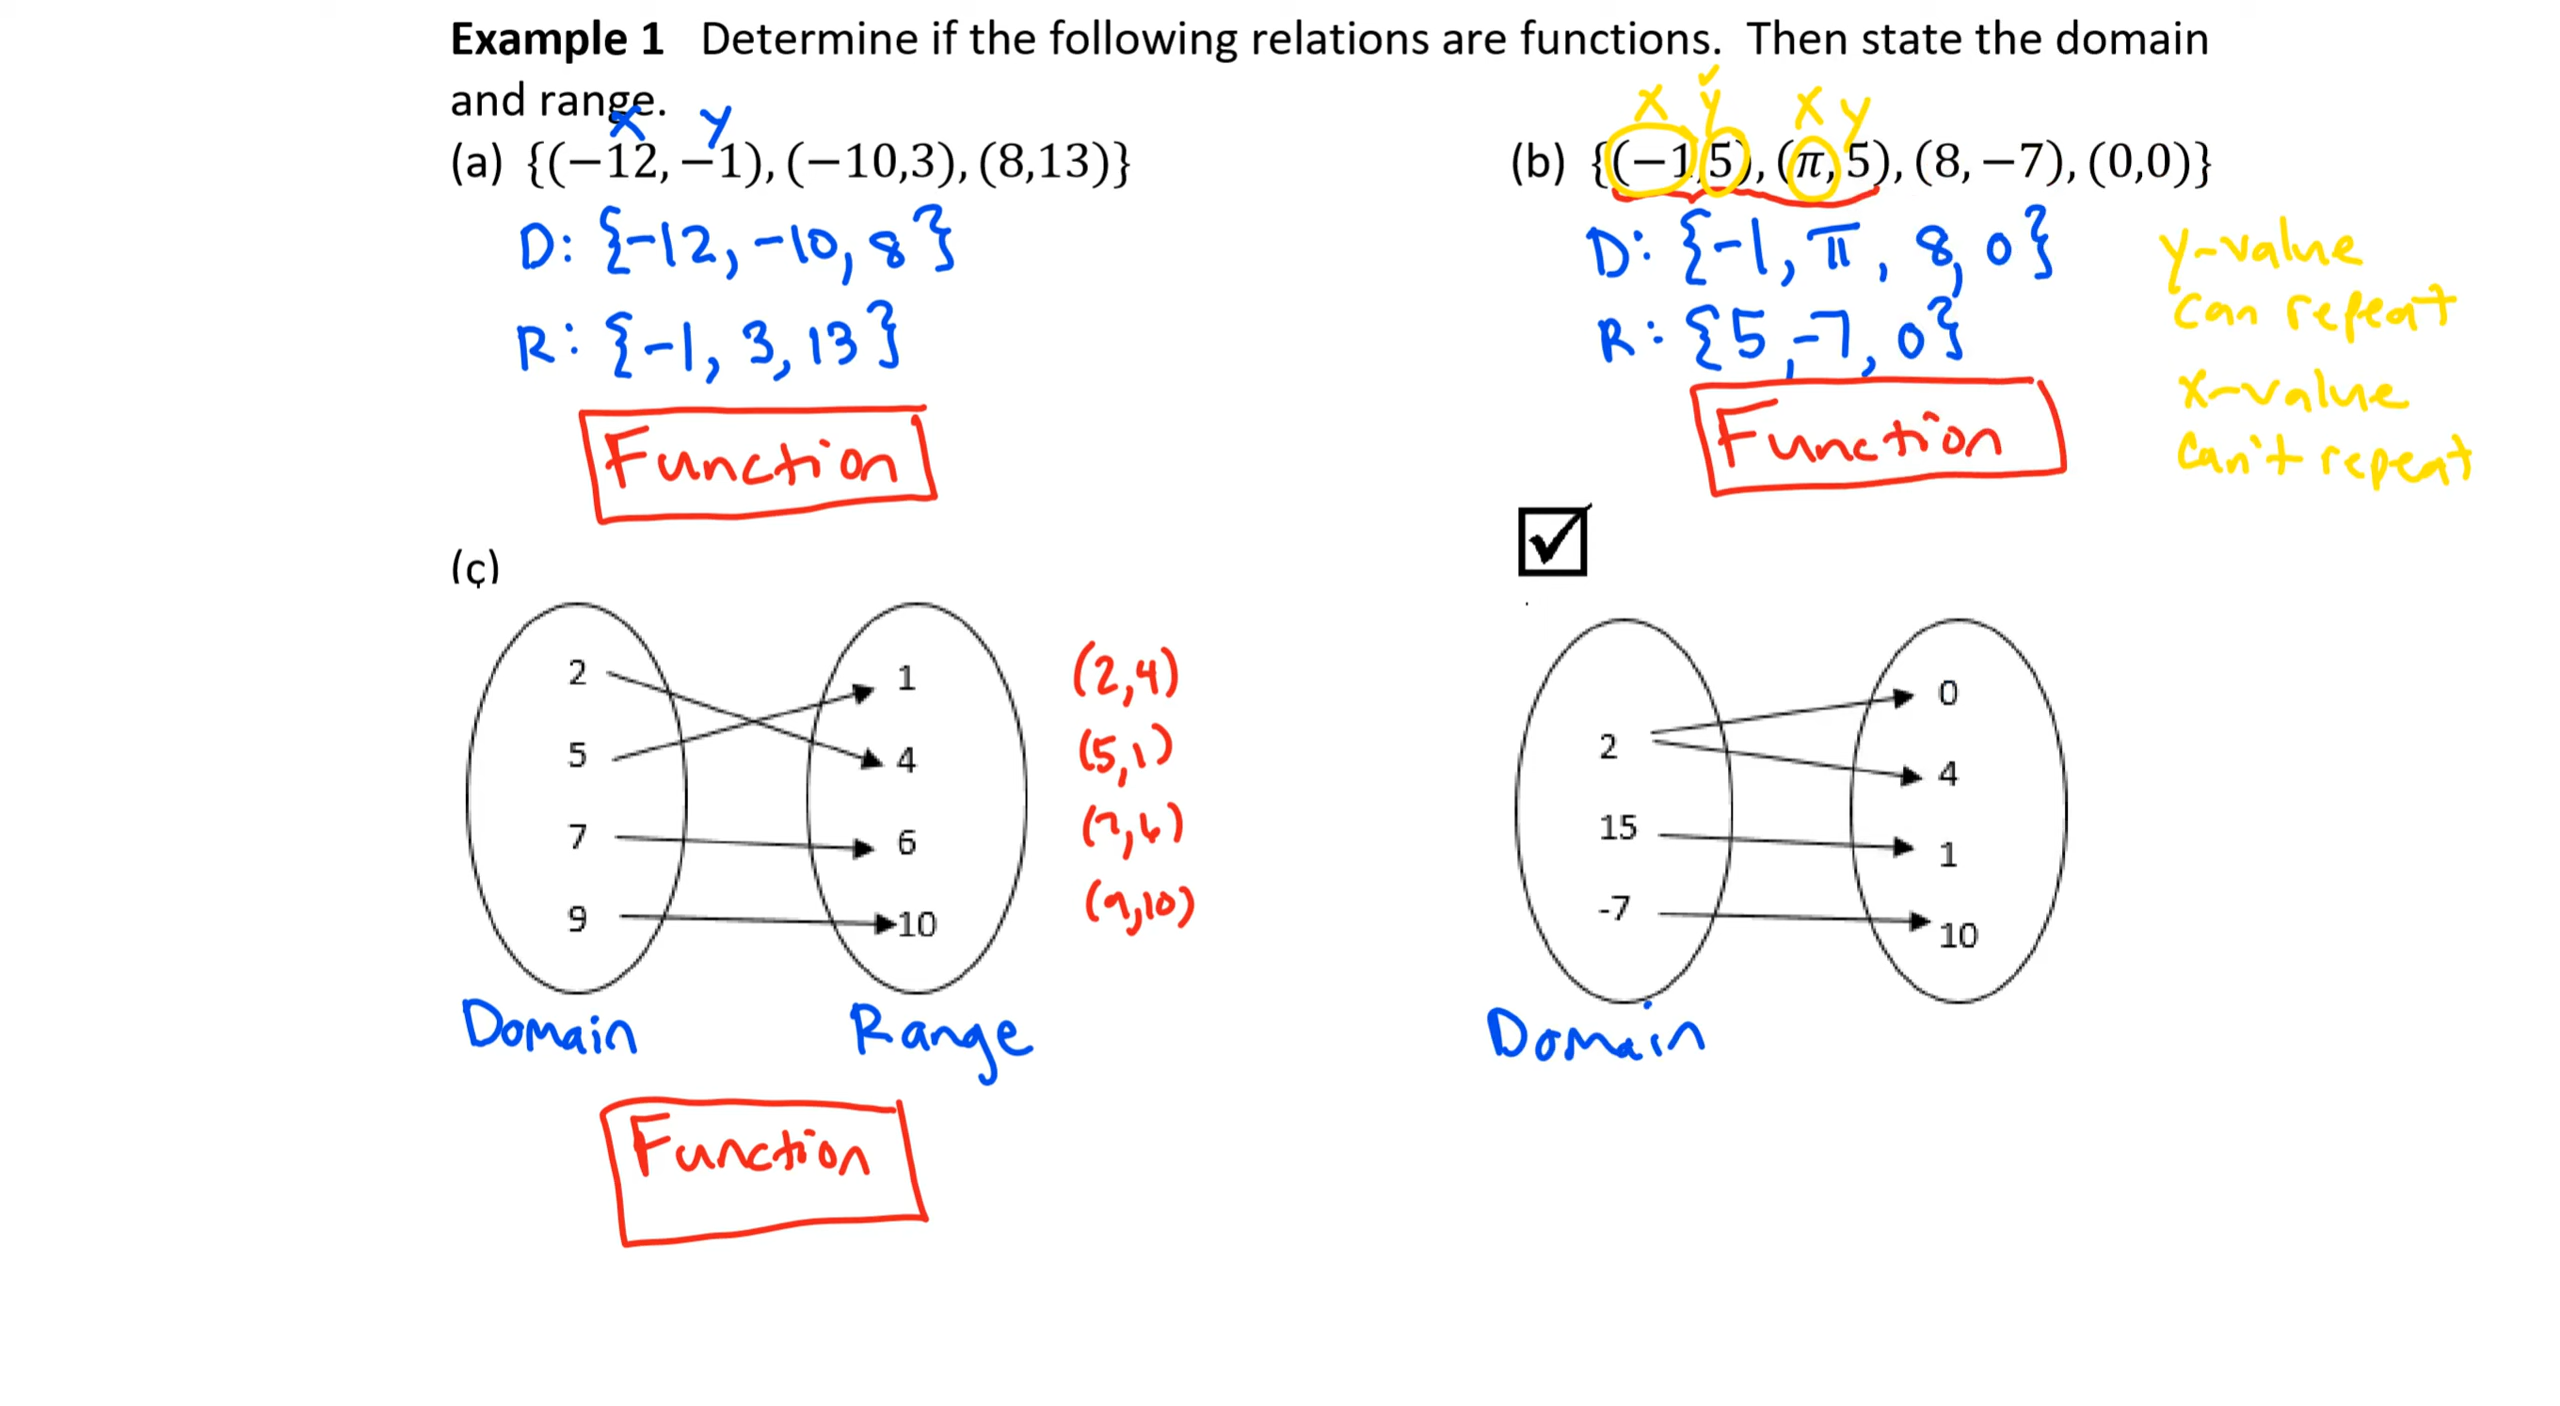 Example 1 Determine if the following relations are functions. Then state the domain
and range.
x y
x y x y
(a) {(−12, −1), (−10,3), (8,13)}
(b) {(−1,5), (π, 5), (8, −7), (0,0)}
D: {-12, -10, 8}
R: {-1, 3, 13}
Function
D: {-1, π, 8, 0}
R: {5, -7, 0}
Function
y-value
can repeat
x-value
can't repeat
(c)
2
5
7
9
1
4
6
10
(2,4)
(5,1)
(7,6)
(9,10)
Domain Range
Function
2
15
-7
0
4
1
10
Domain